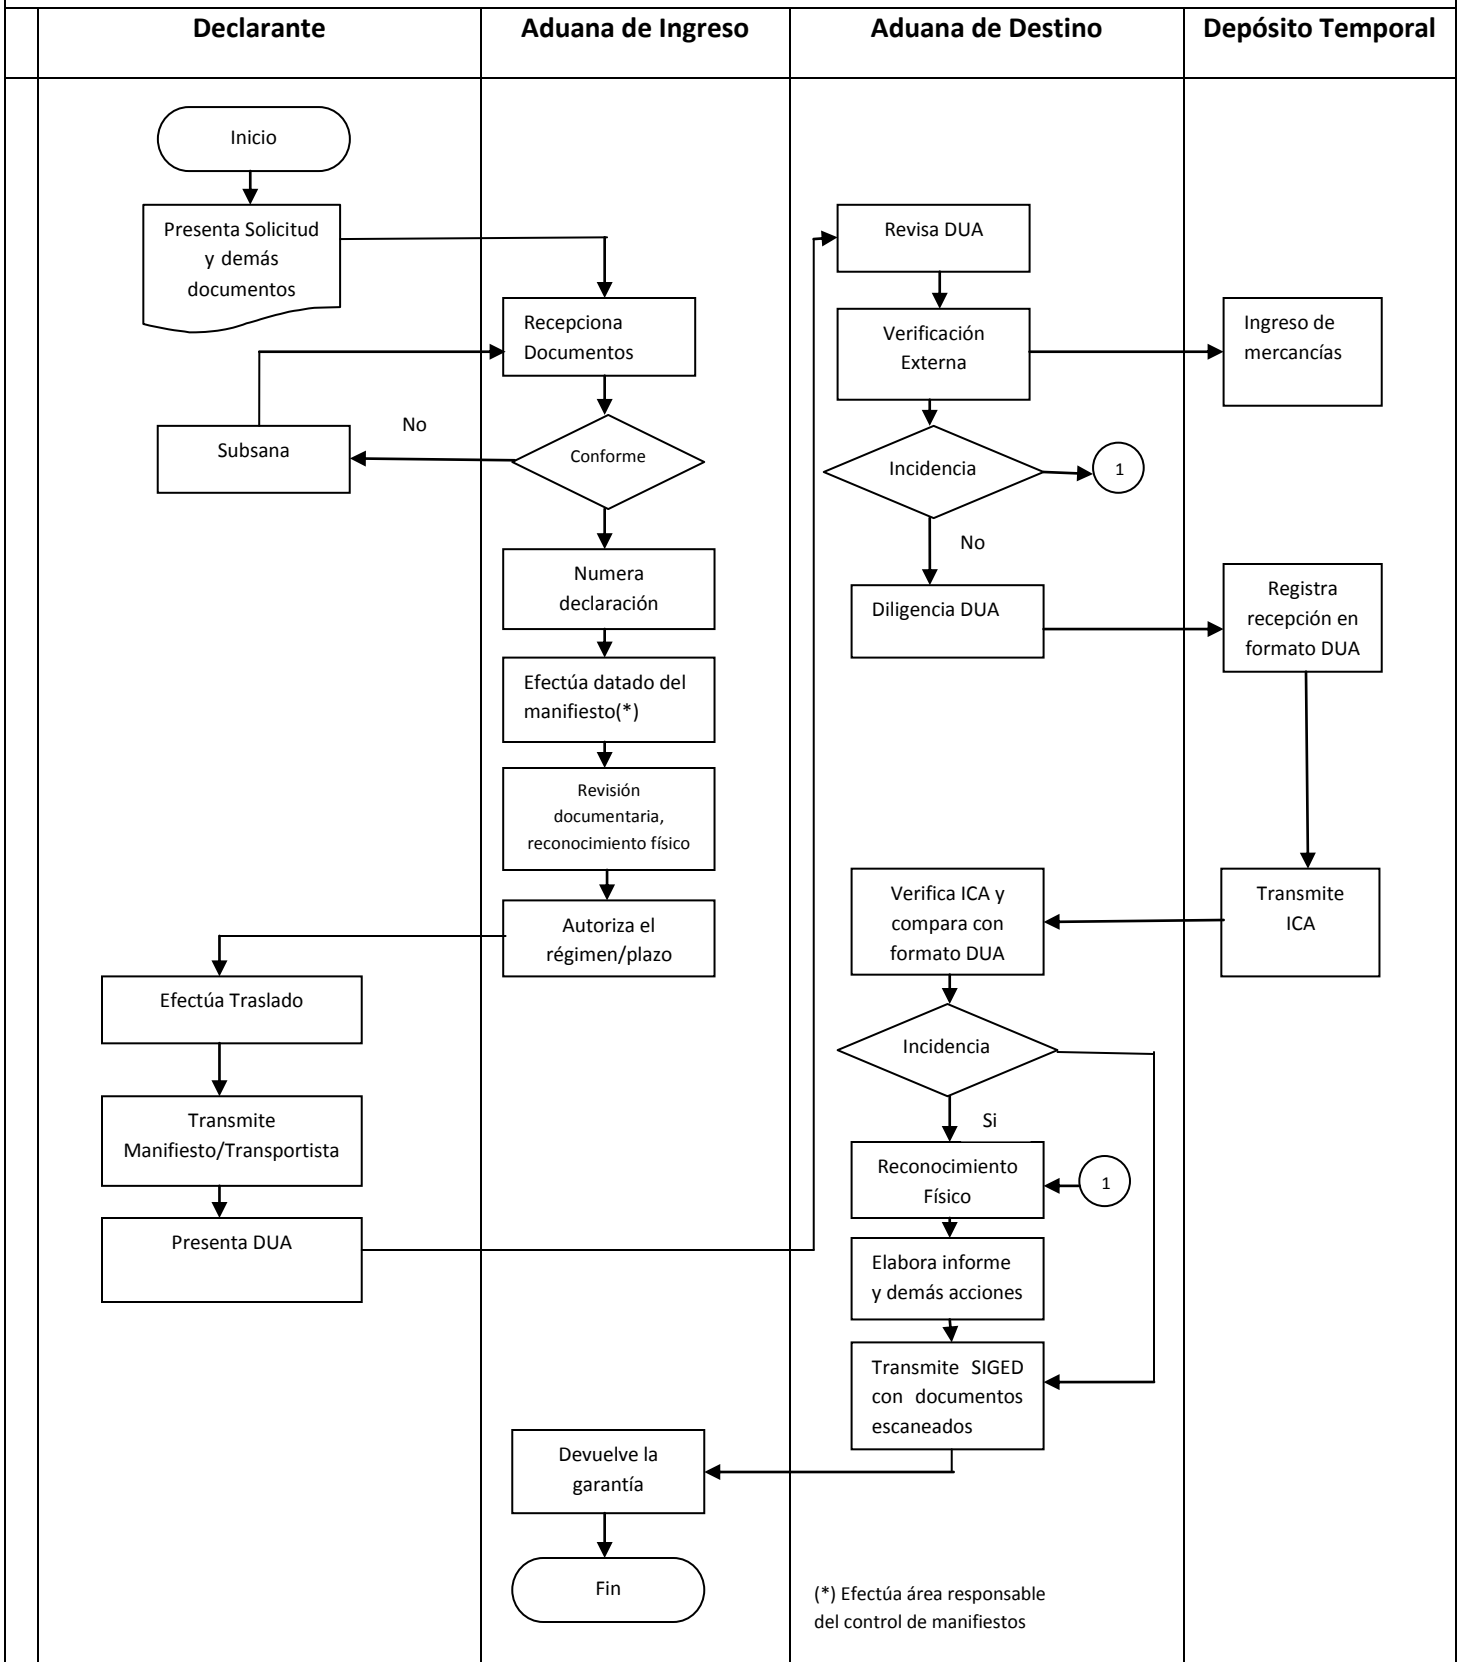 Declarante
Aduana de Ingreso
Aduana de Destino
Depósito Temporal
Inicio
Presenta Solicitud
y demás
documentos
Recepciona
Documentos
No
Subsana
Conforme
Numera
declaración
Efectúa datado del
manifiesto(*)
Revisión
documentaria,
reconocimiento físico
Autoriza el
régimen/plazo
Efectúa Traslado
Transmite
Manifiesto/Transportista
Presenta DUA
Revisa DUA
Verificación
Externa
Ingreso de
mercancías
Incidencia
1
No
Diligencia DUA
Registra
recepción en
formato DUA
Transmite
ICA
Verifica ICA y
compara con
formato DUA
Incidencia
Si
Reconocimiento
Físico
1
Elabora informe
y demás acciones
Transmite SIGED
con documentos
escaneados
Devuelve la
garantía
Fin
(*) Efectúa área responsable
del control de manifiestos